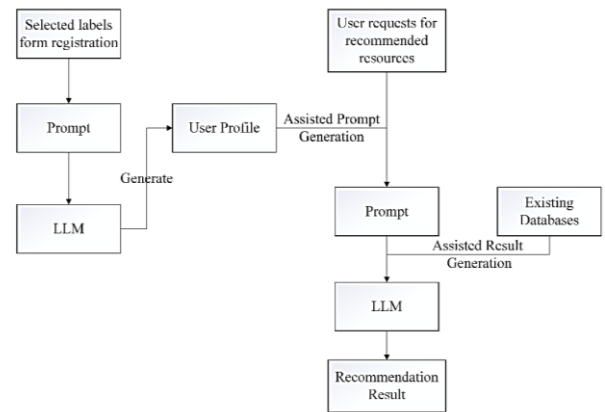 Selected labels
form registration
Prompt
LLM
Generate
User Profile
Assisted Prompt
Generation
User requests for
recommended
resources
Prompt
Existing
Databases
Assisted Result
Generation
LLM
Recommendation
Result